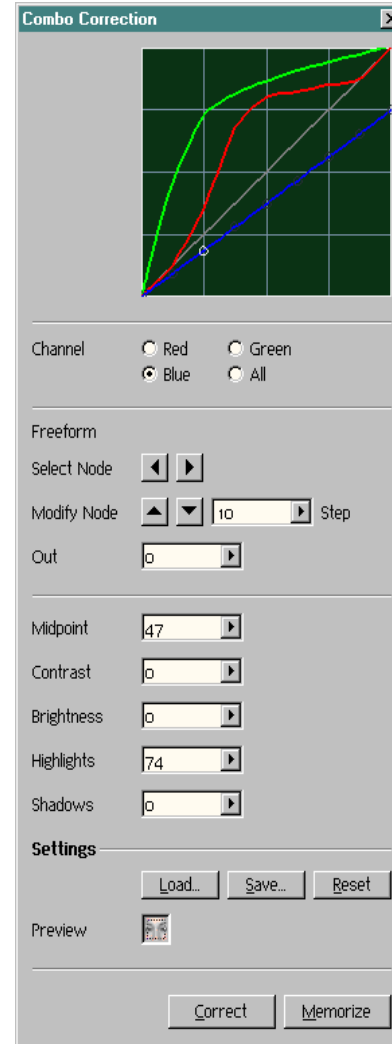 Combo Correction
Channel Red Green
Blue All
Freeform
Select Node
Modify Node 10 Step
Out 0
Midpoint 47
Contrast 0
Brightness 0
Highlights 74
Shadows 0
Settings
Load... Save... Reset
Preview
Correct Memorize